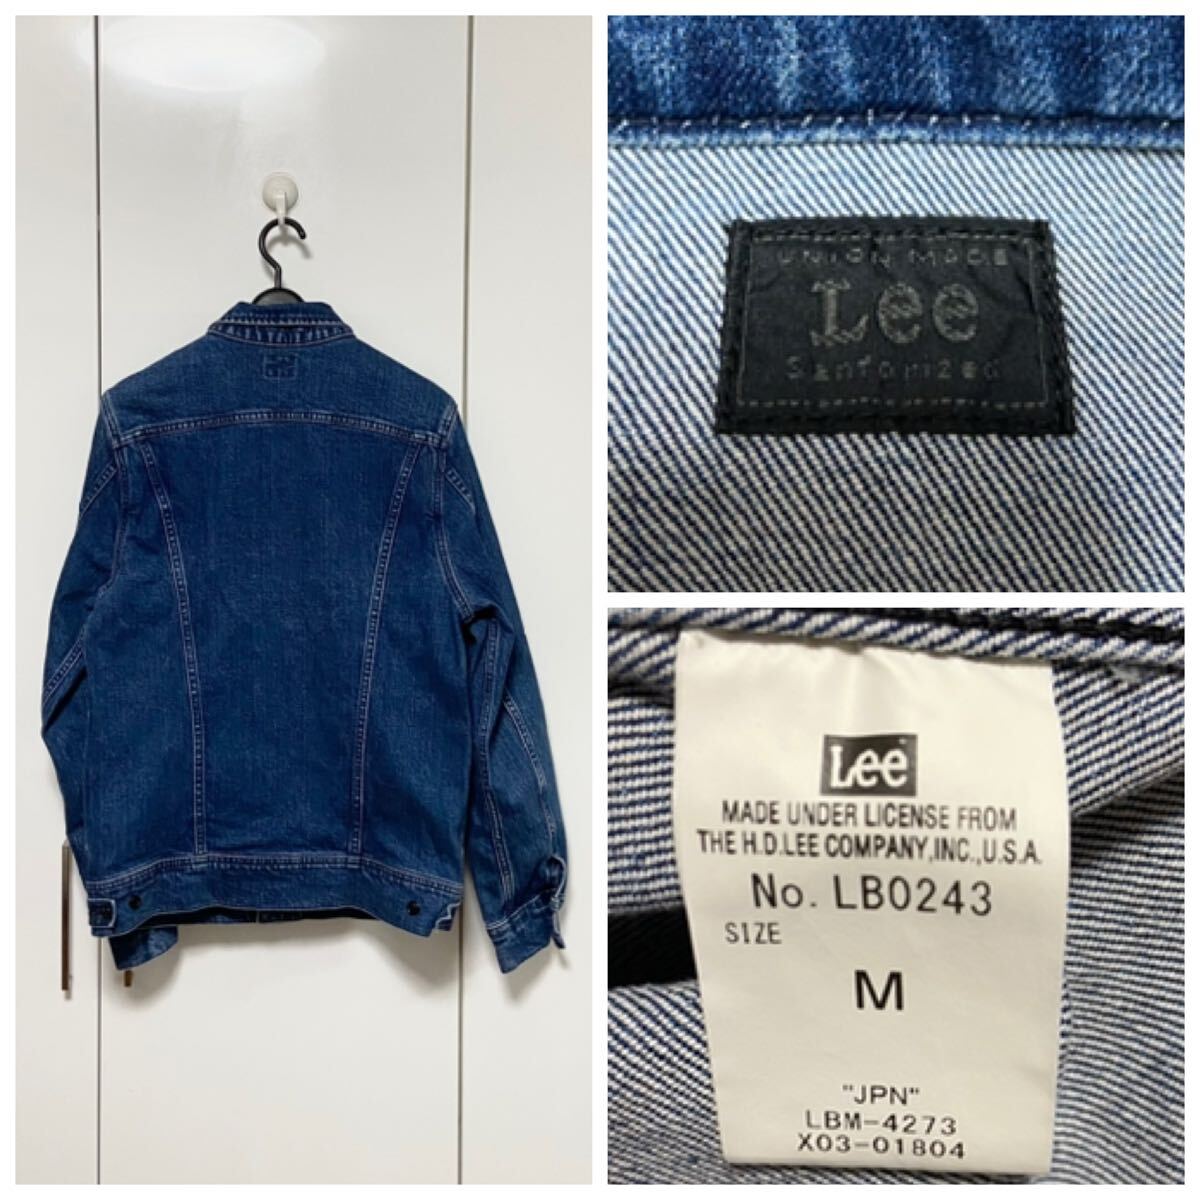 UNION MADE
Lee
Sanforized
Lee
MADE UNDER LICENSE FROM
THE H.D.LEE COMPANY,INC.,U.S.A.
No. LB0243
SIZE
M
"JPN"
LBM-4273
X03-01804